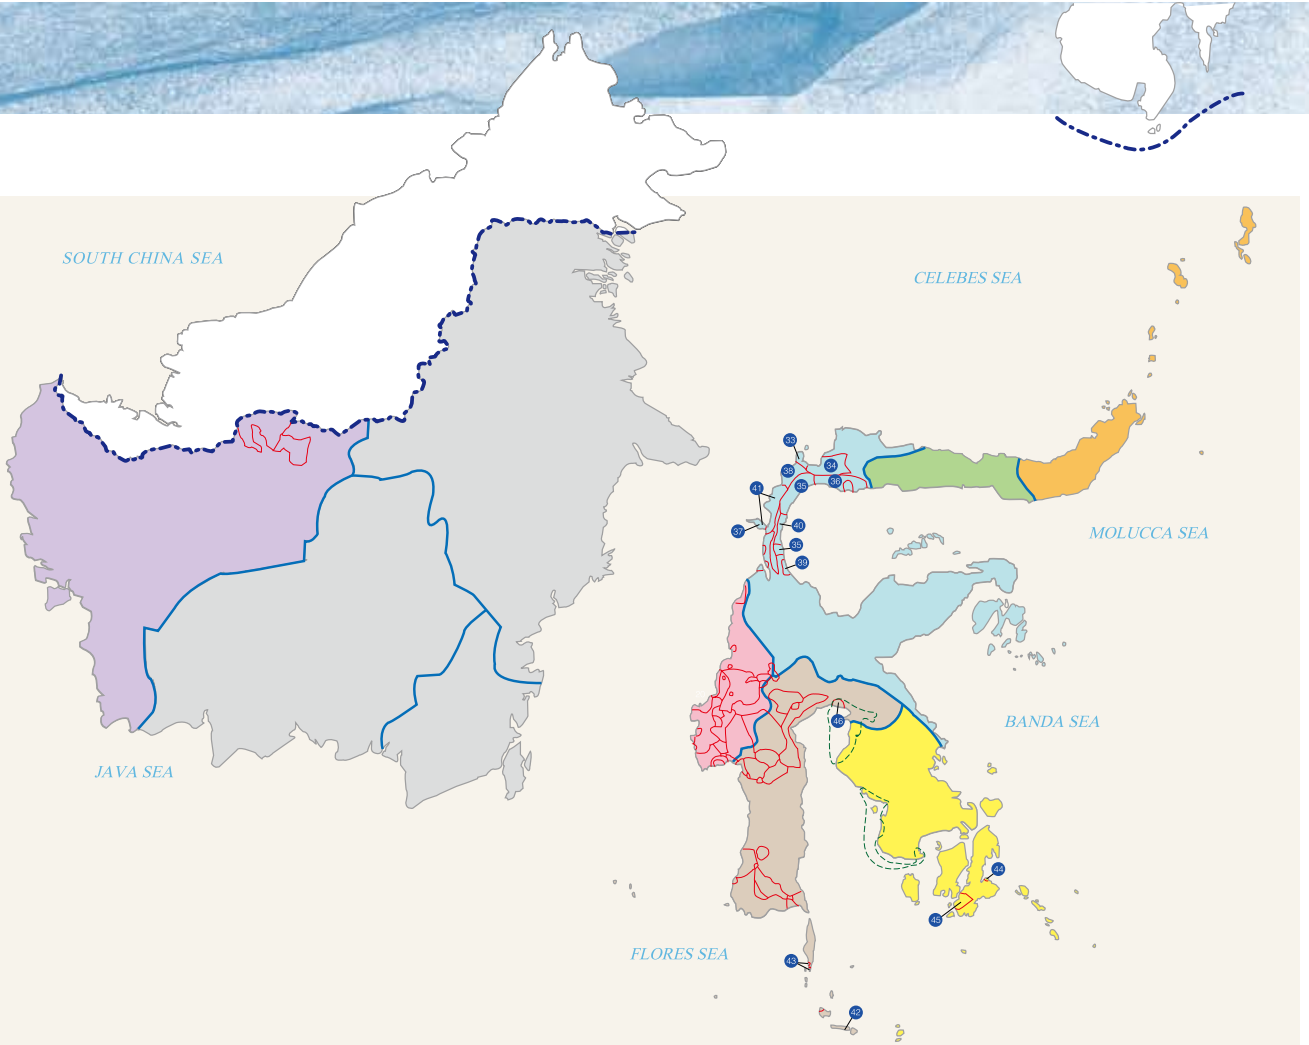 SOUTH CHINA SEA
CELEBES SEA
33
34
38
35
36
41
37
40
35
39
MOLUCCA SEA
46
BANDA SEA
JAVA SEA
44
45
FLORES SEA
43
42